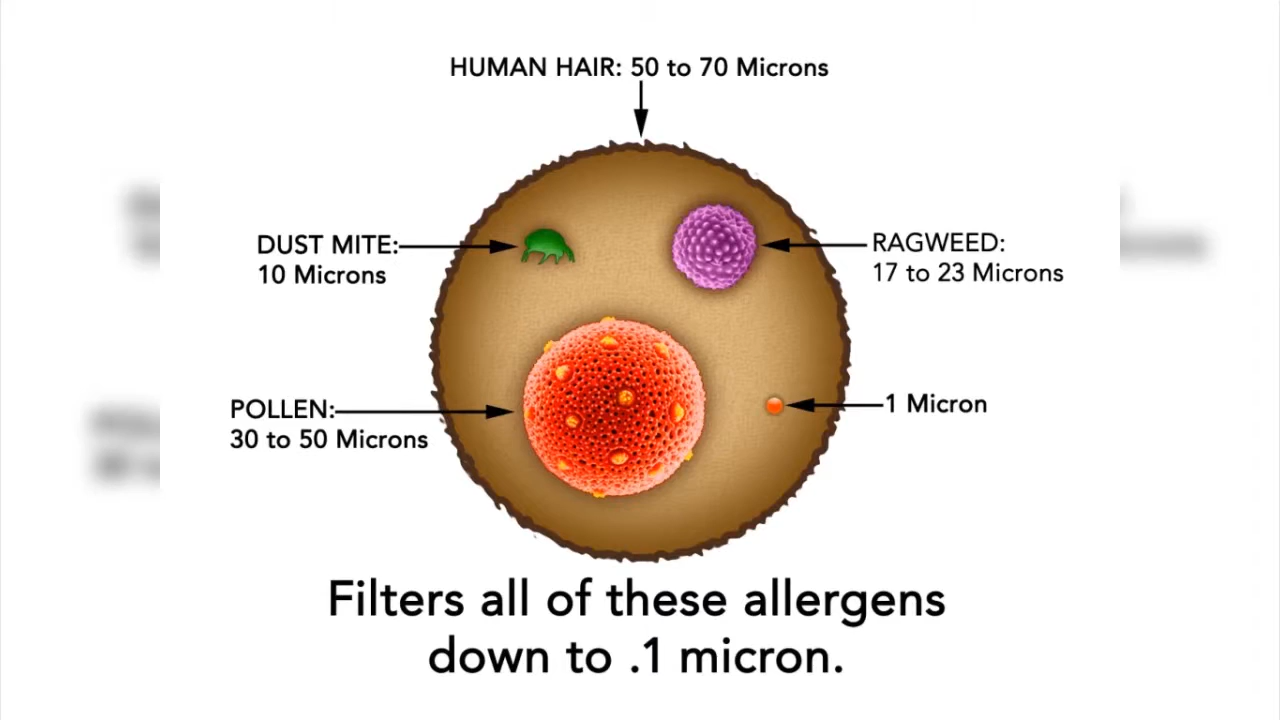 HUMAN HAIR: 50 to 70 Microns
DUST MITE:
10 Microns
RAGWEED:
17 to 23 Microns
POLLEN:
30 to 50 Microns
1 Micron
Filters all of these allergens
down to .1 micron.